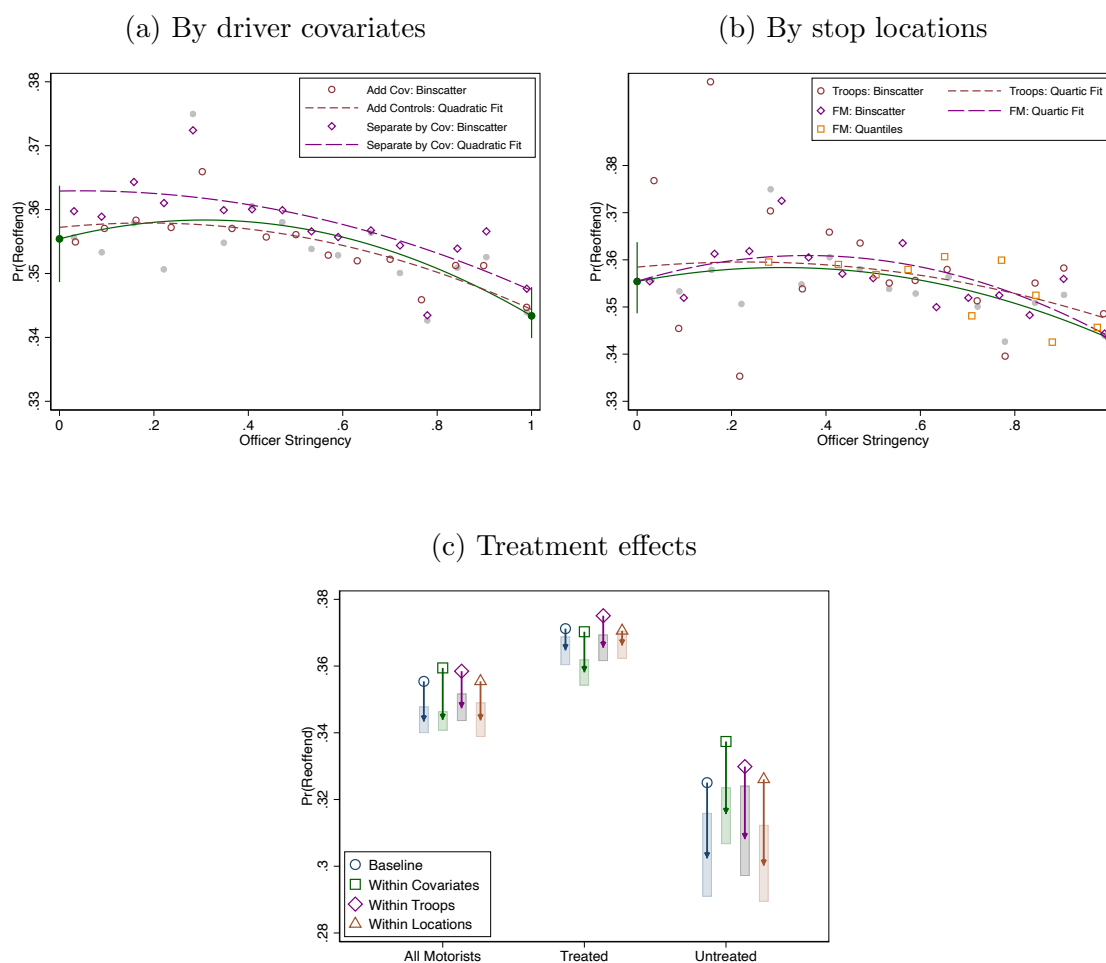 (a) By driver covariates
(b) By stop locations
Pr(Reoffend)
.38
.37
.36
.35
.34
.33
0
.2
.4
.6
.8
1
Officer Stringency
Add Cov: Binscatter
Add Controls: Quadratic Fit
Separate by Cov: Binscatter
Separate by Cov: Quadratic Fit
Pr(Reoffend)
.38
.37
.36
.35
.34
.33
0
.2
.4
.6
.8
Officer Stringency
Troops: Binscatter
Troops: Quartic Fit
FM: Binscatter
FM: Quartic Fit
FM: Quantiles
(c) Treatment effects
Pr(Reoffend)
.38
.36
.34
.32
.3
.28
Baseline
Within Covariates
Within Troops
Within Locations
All Motorists
Treated
Untreated